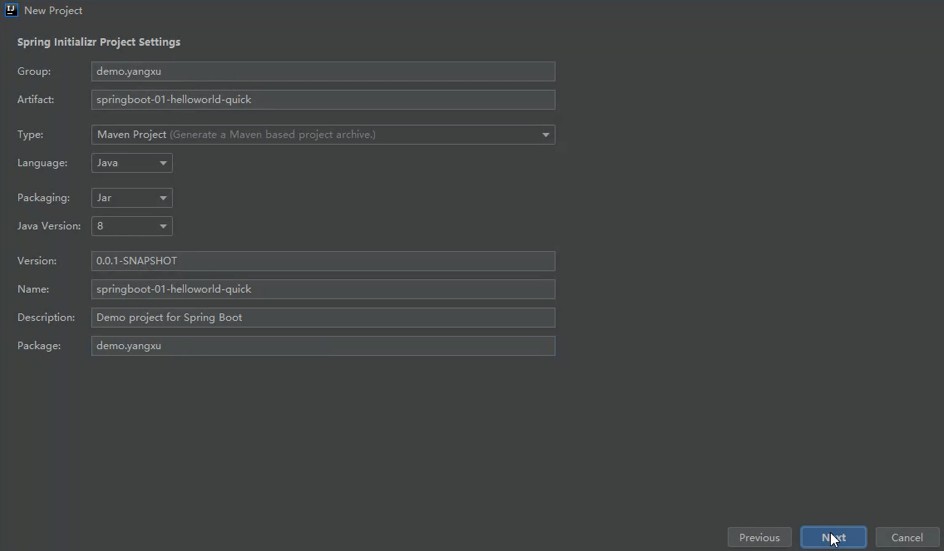 New Project
Spring Initializr Project Settings
Group: demo.yangxu
Artifact: springboot-01-helloworld-quick
Type: Maven Project (Generate a Maven based project archive.)
Language: Java
Packaging: Jar
Java Version: 8
Version: 0.0.1-SNAPSHOT
Name: springboot-01-helloworld-quick
Description: Demo project for Spring Boot
Package: demo.yangxu
Previous Next Cancel